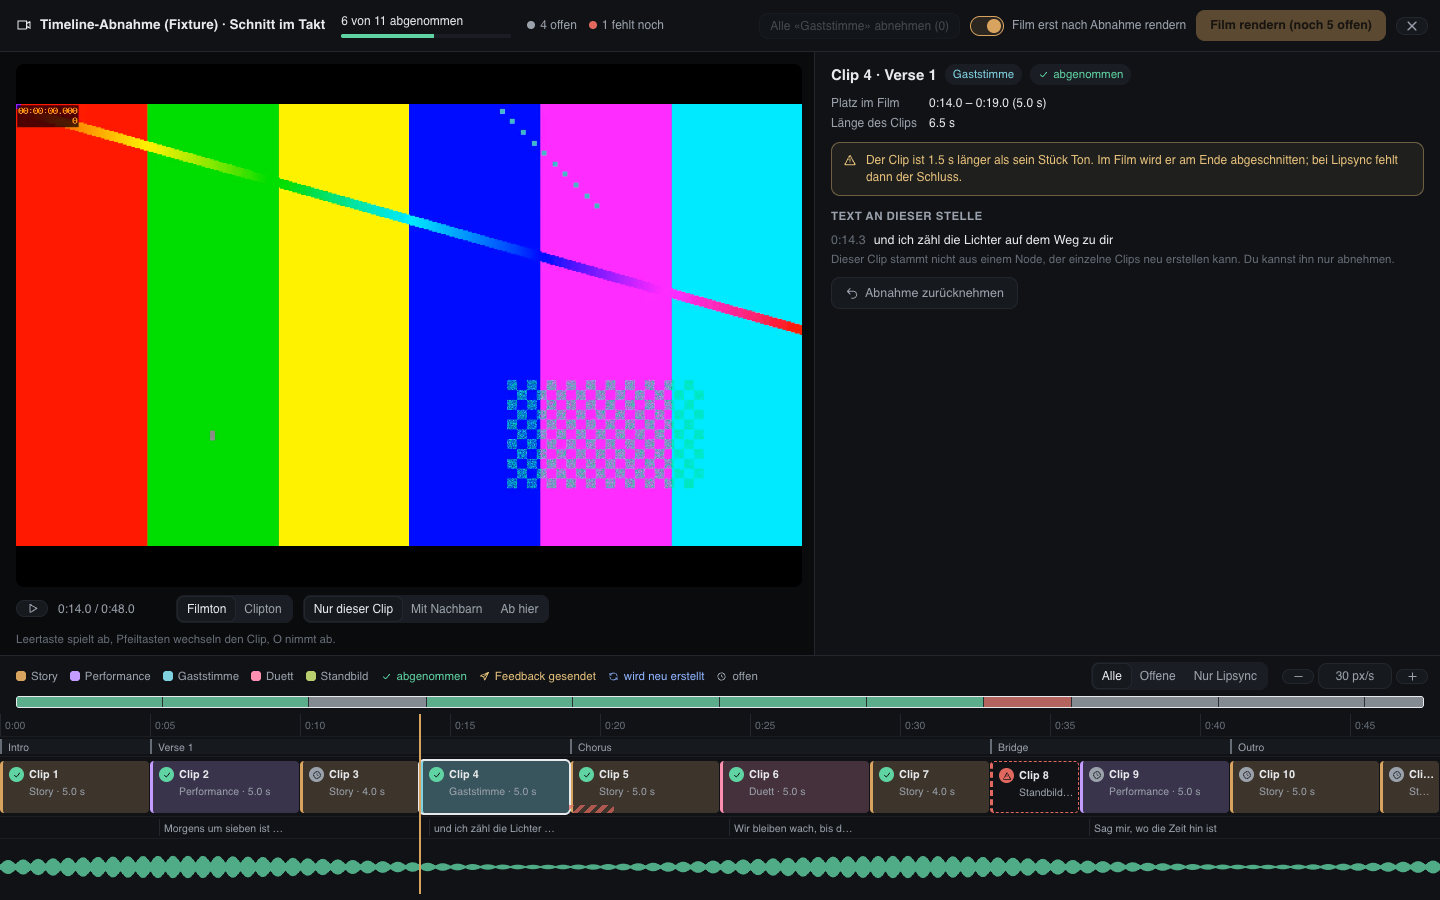 Timeline-Abnahme (Fixture) · Schnitt im Takt
6 von 11 abgenommen
4 offen
1 fehlt noch
Alle «Gaststimme» abnehmen (0)
Film erst nach Abnahme rendern
Film rendern (noch 5 offen)
00:00:00.000
0
Clip 4 · Verse 1
Gaststimme
abgenommen
Platz im Film 0:14.0 – 0:19.0 (5.0 s)
Länge des Clips 6.5 s
Der Clip ist 1.5 s länger als sein Stück Ton. Im Film wird er am Ende abgeschnitten; bei Lipsync fehlt
dann der Schluss.
TEXT AN DIESER STELLE
0:14.3 und ich zähl die Lichter auf dem Weg zu dir
Dieser Clip stammt nicht aus einem Node, der einzelne Clips neu erstellen kann. Du kannst ihn nur abnehmen.
Abnahme zurücknehmen
0:14.0 / 0:48.0
Filmton Clipton
Nur dieser Clip Mit Nachbarn Ab hier
Leertaste spielt ab, Pfeiltasten wechseln den Clip, O nimmt ab.
Story Performance Gaststimme Duett Standbild abgenommen Feedback gesendet wird neu erstellt offen
Alle Offene Nur Lipsync
30 px/s
0:00 0:05 0:10 0:15 0:20 0:25 0:30 0:35 0:40 0:45
Intro Verse 1 Chorus Bridge Outro
Clip 1
Story · 5.0 s
Clip 2
Performance · 5.0 s
Clip 3
Story · 4.0 s
Clip 4
Gaststimme · 5.0 s
Clip 5
Story · 5.0 s
Clip 6
Duett · 5.0 s
Clip 7
Story · 4.0 s
Clip 8
Standbild…
Clip 9
Performance · 5.0 s
Clip 10
Story · 5.0 s
Cli…
St…
Morgens um sieben ist …
und ich zähl die Lichter …
Wir bleiben wach, bis d…
Sag mir, wo die Zeit hin ist